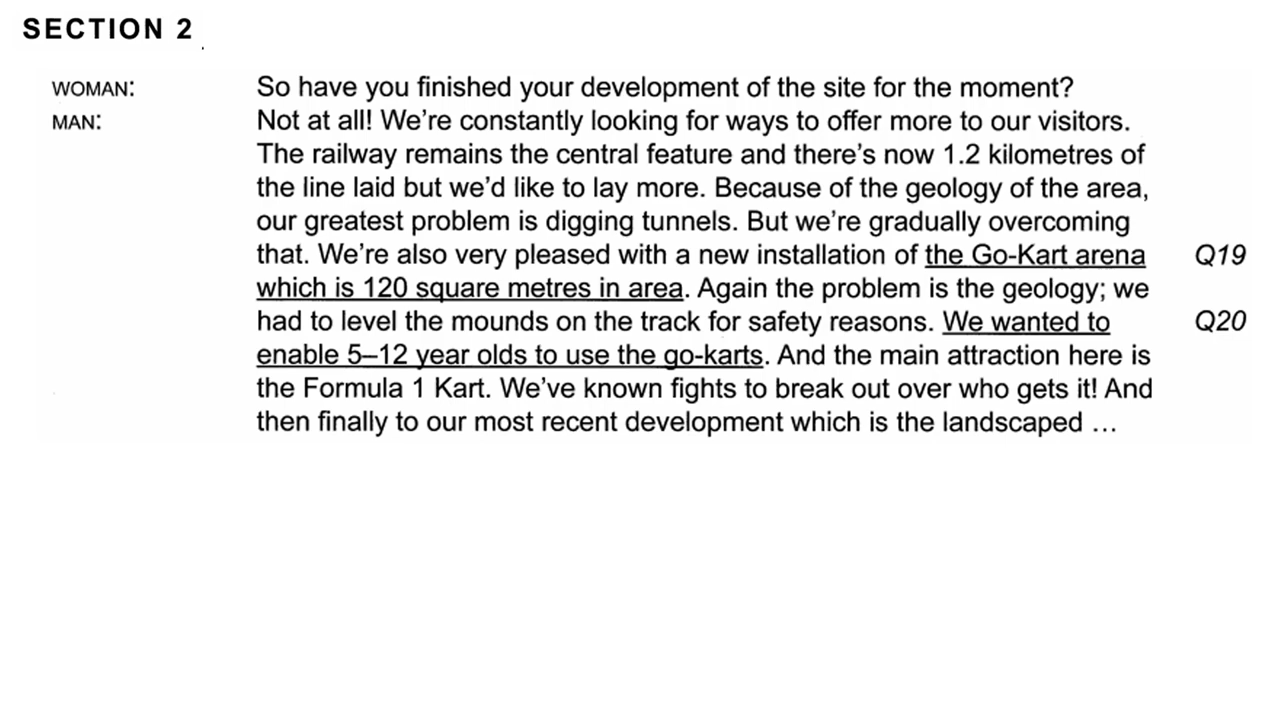 SECTION 2
WOMAN: So have you finished your development of the site for the moment?
MAN: Not at all! We're constantly looking for ways to offer more to our visitors.
The railway remains the central feature and there's now 1.2 kilometres of
the line laid but we'd like to lay more. Because of the geology of the area,
our greatest problem is digging tunnels. But we're gradually overcoming
that. We're also very pleased with a new installation of the Go-Kart arena Q19
which is 120 square metres in area. Again the problem is the geology; we
had to level the mounds on the track for safety reasons. We wanted to Q20
enable 5–12 year olds to use the go-karts. And the main attraction here is
the Formula 1 Kart. We've known fights to break out over who gets it! And
then finally to our most recent development which is the landscaped …